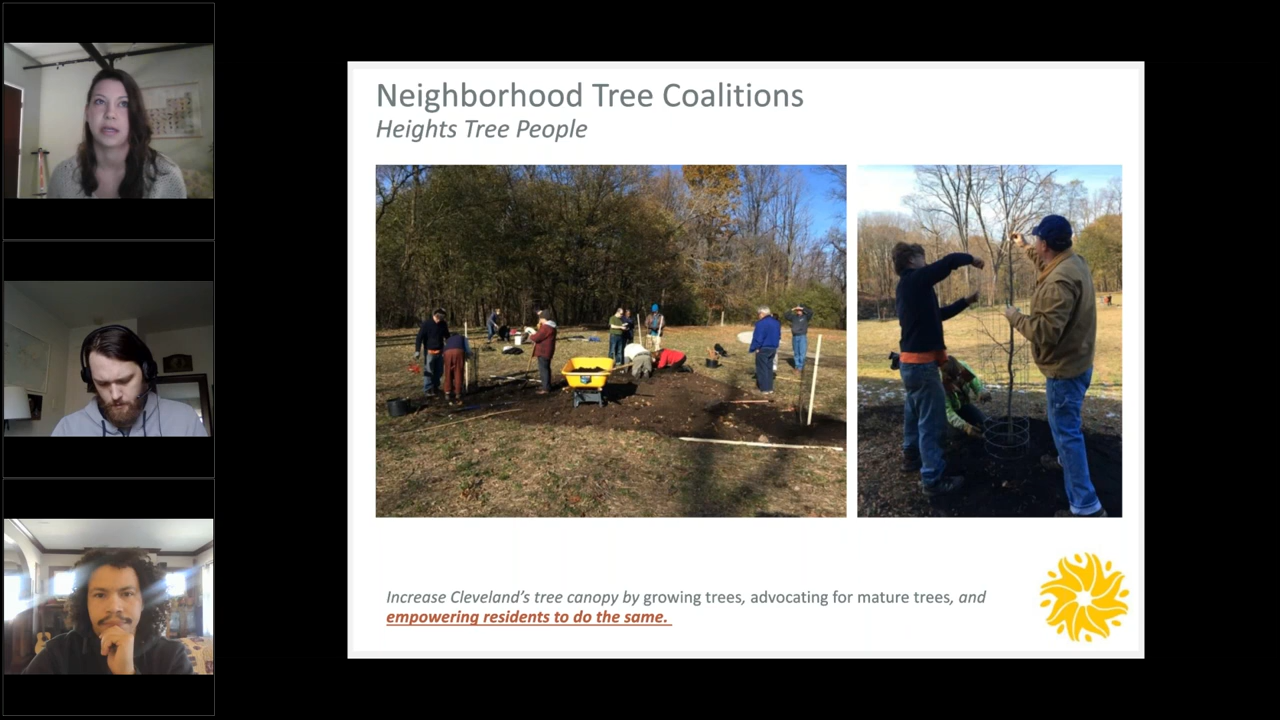 Neighborhood Tree Coalitions
Heights Tree People
Increase Cleveland’s tree canopy by growing trees, advocating for mature trees, and
empowering residents to do the same.